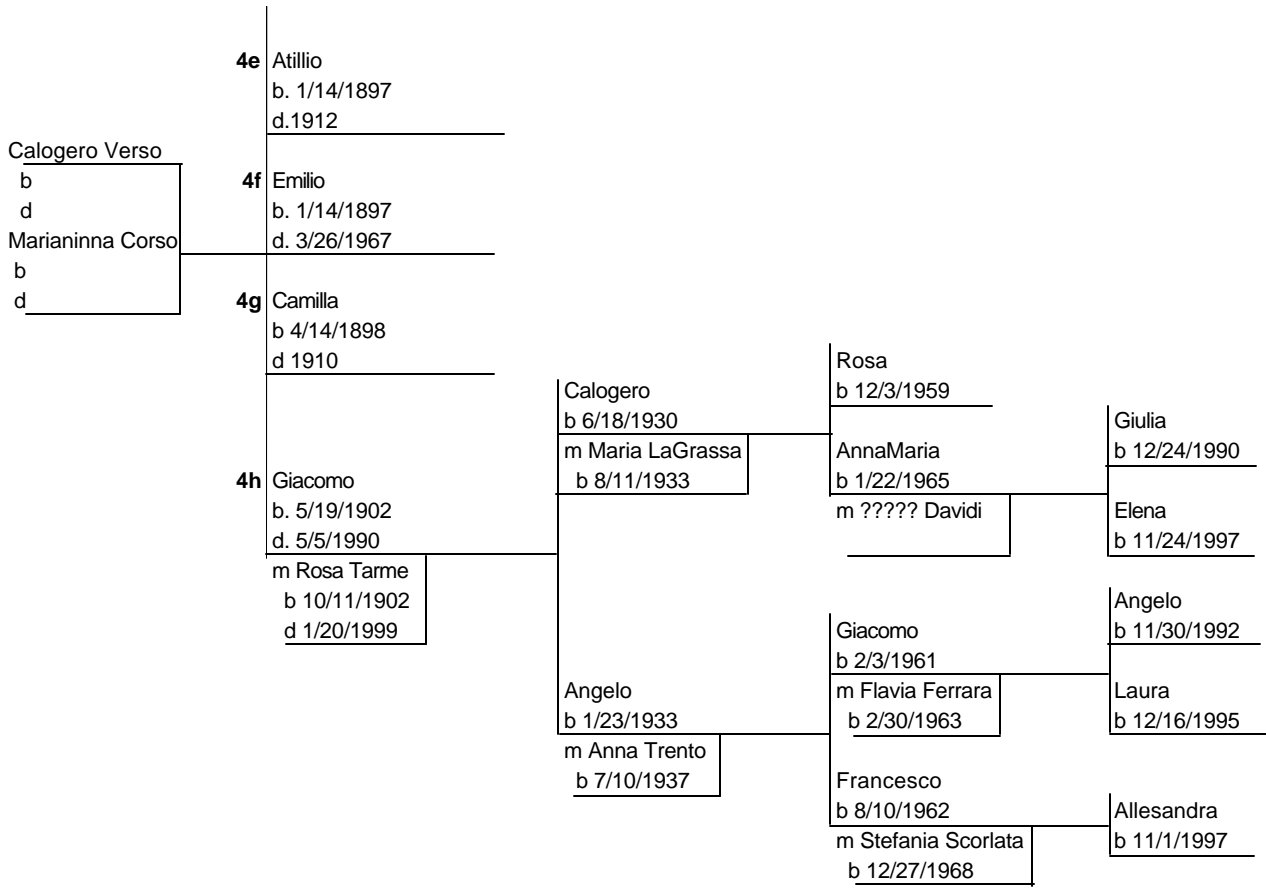 Calogero Verso
b
d
Marianinna Corso
b
d
4e Atillio
b. 1/14/1897
d.1912
4f Emilio
b. 1/14/1897
d. 3/26/1967
4g Camilla
b 4/14/1898
d 1910
4h Giacomo
b. 5/19/1902
d. 5/5/1990
m Rosa Tarme
b 10/11/1902
d 1/20/1999
Calogero
b 6/18/1930
m Maria LaGrassa
b 8/11/1933
Angelo
b 1/23/1933
m Anna Trento
b 7/10/1937
Rosa
b 12/3/1959
AnnaMaria
b 1/22/1965
m ????? Davidi
Giacomo
b 2/3/1961
m Flavia Ferrara
b 2/30/1963
Francesco
b 8/10/1962
m Stefania Scorlata
b 12/27/1968
Giulia
b 12/24/1990
Elena
b 11/24/1997
Angelo
b 11/30/1992
Laura
b 12/16/1995
Allesandra
b 11/1/1997